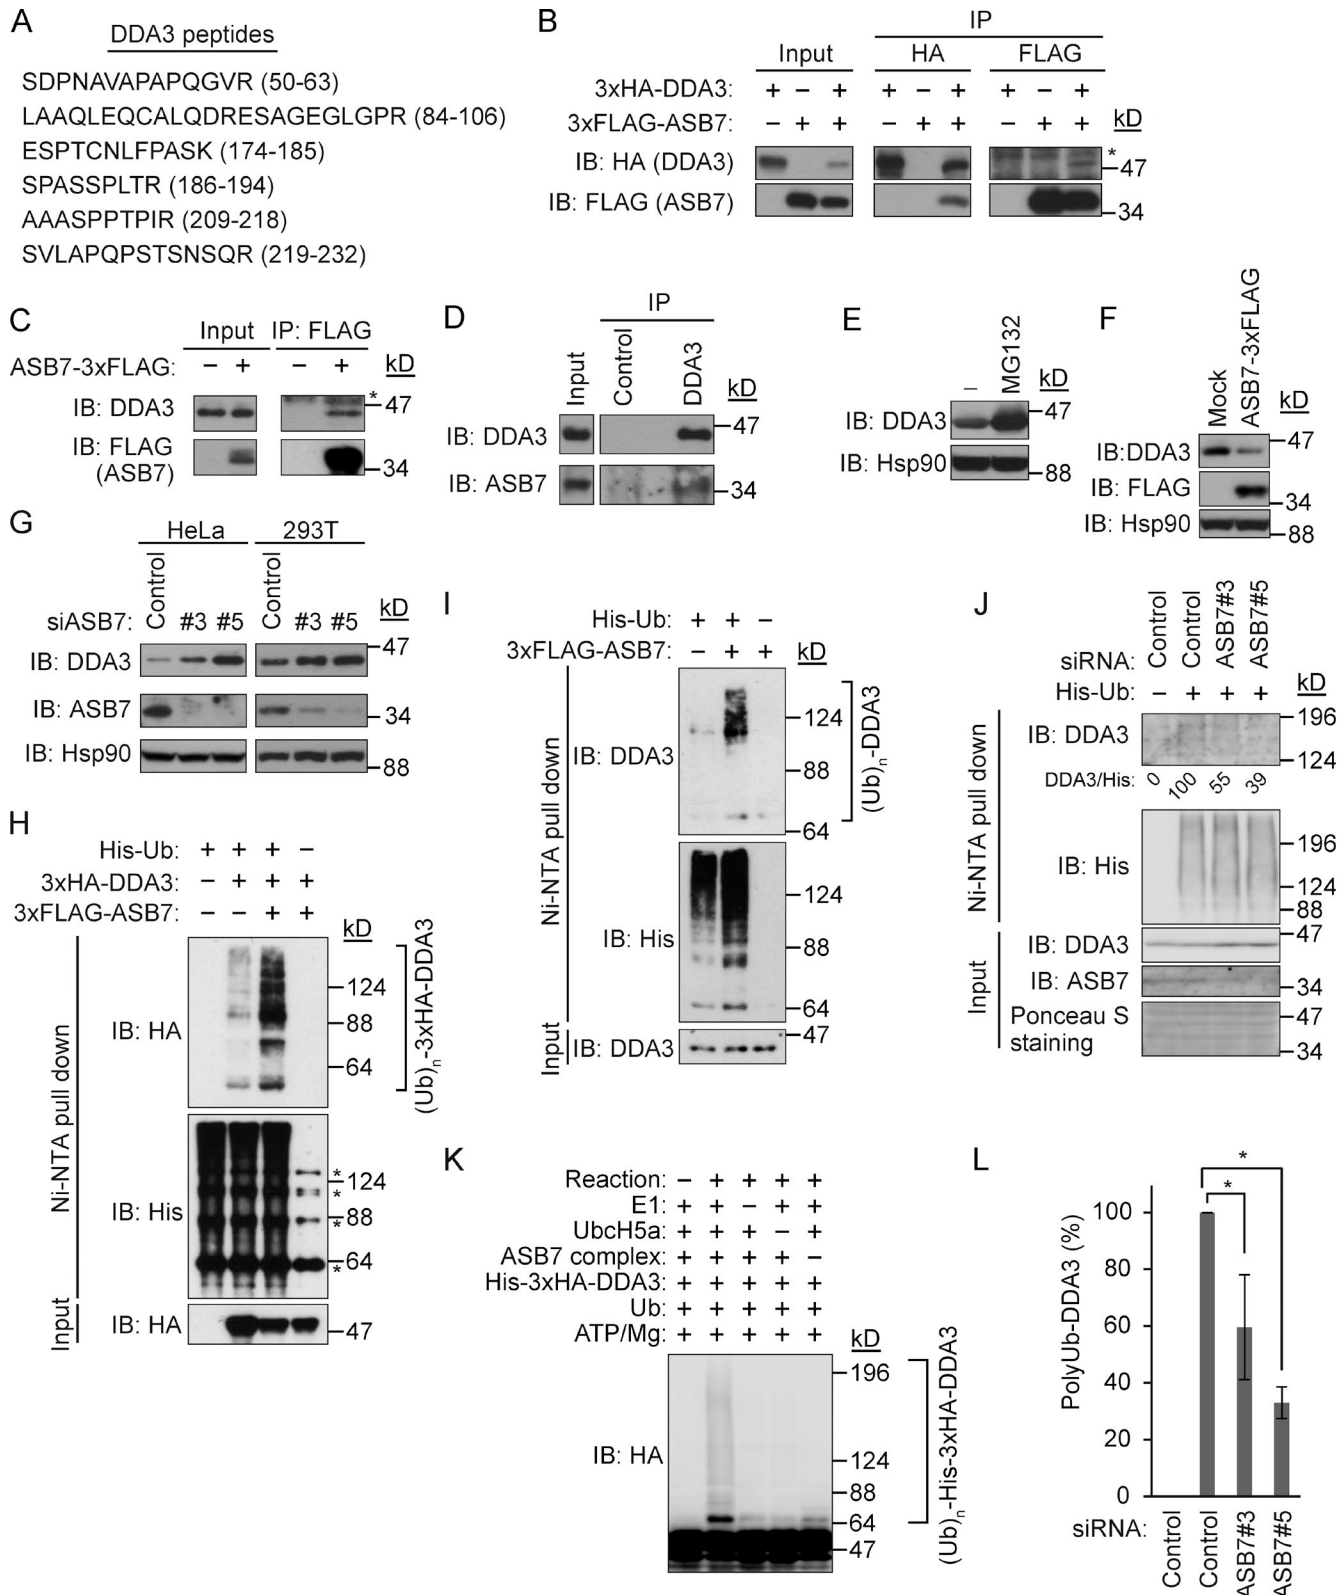 A
DDA3 peptides
SDPNAVAPAPQGVR (50-63)
LAAQLEQCALQDRESAGEGLGPR (84-106)
ESPTCNLFPASK (174-185)
SPASSPLTR (186-194)
AAASPPTPIR (209-218)
SVLAPQPSTSNSQR (219-232)
B
IP
Input HA FLAG
3xHA-DDA3: + – + + – + + – +
3xFLAG-ASB7: – + + – + + – + + kD
IB: HA (DDA3) * 47
IB: FLAG (ASB7) 34
C
Input IP: FLAG
ASB7-3xFLAG: – + – + kD
IB: DDA3 * 47
IB: FLAG
(ASB7) 34
D
IP
Input Control DDA3 kD
IB: DDA3 47
IB: ASB7 34
E
– MG132 kD
IB: DDA3 47
IB: Hsp90 88
F
Mock ASB7-3xFLAG kD
IB:DDA3 47
IB: FLAG 34
IB: Hsp90 88
G
HeLa 293T
siASB7: Control #3 #5 Control #3 #5 kD
IB: DDA3 47
IB: ASB7 34
IB: Hsp90 88
H
His-Ub: + + + –
3xHA-DDA3: – + + +
3xFLAG-ASB7: – – + + kD
Ni-NTA pull down
IB: HA 124 88 64
(Ub)n-3xHA-DDA3
IB: His * 124 * 88 * 64 *
Input
IB: HA 47
I
His-Ub: + + –
3xFLAG-ASB7: – + + kD
Ni-NTA pull down
IB: DDA3 124 88 64
(Ub)n-DDA3
IB: His 124 88 64
Input
IB: DDA3 47
J
siRNA: Control Control ASB7#3 ASB7#5
His-Ub: – + + + kD
Ni-NTA pull down
IB: DDA3 196 124
DDA3/His: 0 100 55 39
IB: His 196 124 88
Input
IB: DDA3 47
IB: ASB7 34
Ponceau S
staining 47 34
K
Reaction: – + + + +
E1: + + – + +
UbcH5a: + + + – +
ASB7 complex: + + + + –
His-3xHA-DDA3: + + + + +
Ub: + + + + +
ATP/Mg: + + + + + kD
IB: HA 196 124 88 64 47
(Ub)n-His-3xHA-DDA3
L
* *
PolyUb-DDA3 (%)
100
80
60
40
20
0
siRNA: Control Control ASB7#3 ASB7#5